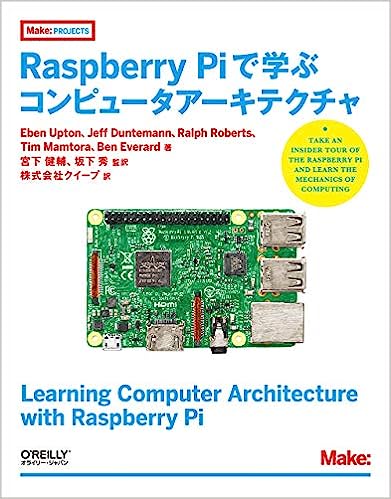 Make: PROJECTS
Raspberry Piで学ぶ
コンピュータアーキテクチャ
Eben Upton、Jeff Duntemann、Ralph Roberts、
Tim Mamtora、Ben Everard 著
宮下 健輔、坂下 秀 監訳
株式会社クイープ 訳
TAKE AN
INSIDER TOUR OF
THE RASPBERRY PI
AND LEARN THE
MECHANICS OF
COMPUTING
HDMI
Learning Computer Architecture
with Raspberry Pi
O'REILLY
オライリー・ジャパン
Make: